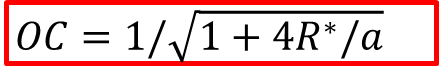 OC = 1/√(1 + 4R*/a)